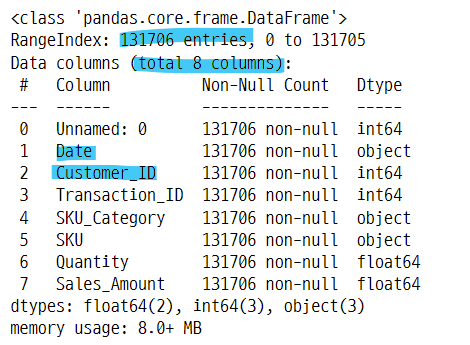 <class 'pandas.core.frame.DataFrame'>
RangeIndex: 131706 entries, 0 to 131705
Data columns (total 8 columns):
 #   Column          Non-Null Count   Dtype
---  ------          --------------   -----
 0   Unnamed: 0      131706 non-null  int64
 1   Date            131706 non-null  object
 2   Customer_ID     131706 non-null  int64
 3   Transaction_ID  131706 non-null  int64
 4   SKU_Category    131706 non-null  object
 5   SKU             131706 non-null  object
 6   Quantity        131706 non-null  float64
 7   Sales_Amount    131706 non-null  float64
dtypes: float64(2), int64(3), object(3)
memory usage: 8.0+ MB